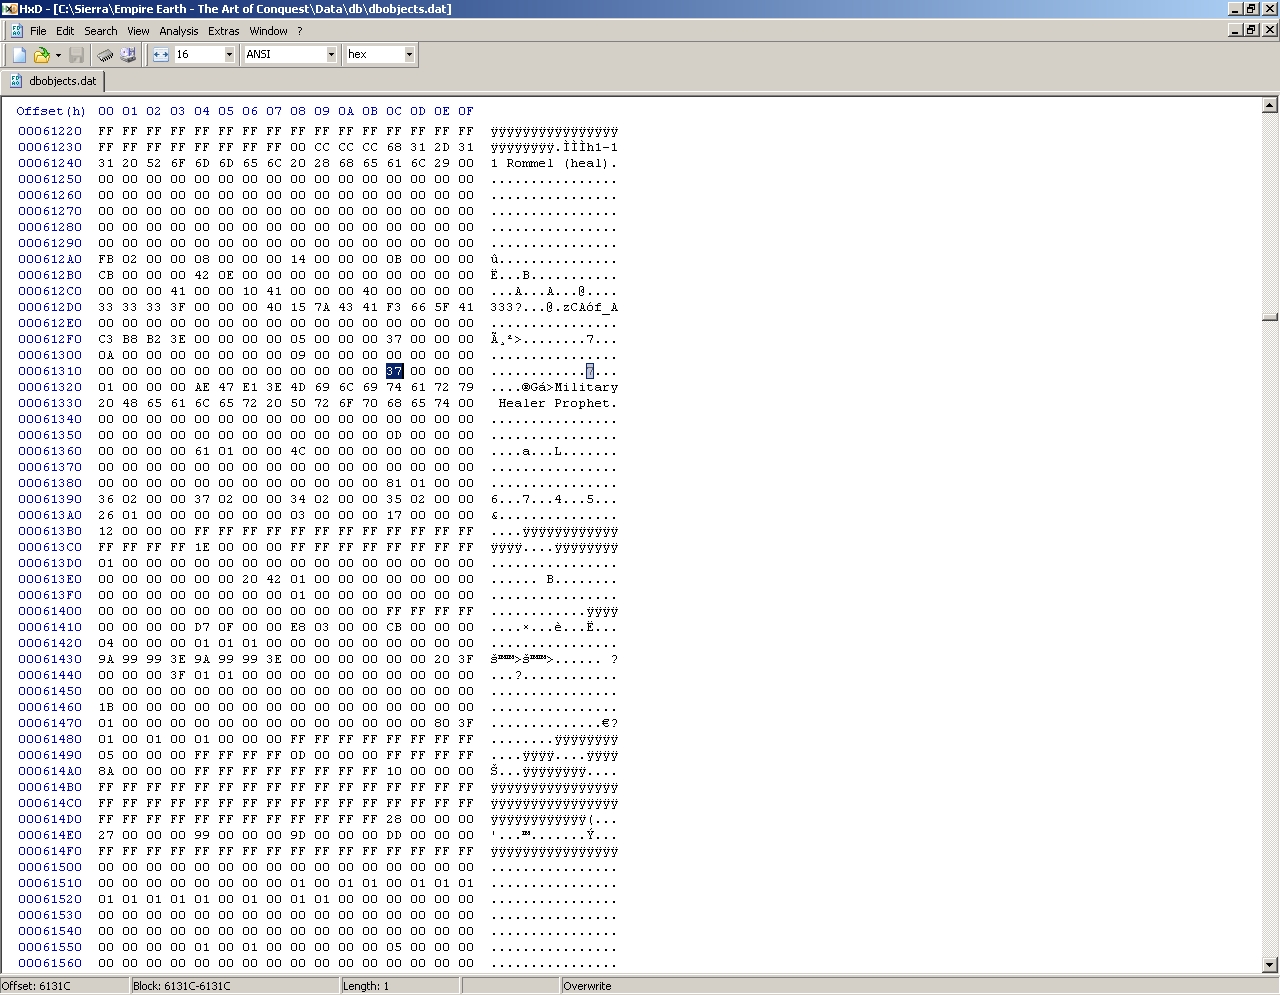 HxD - [C:\Sierra\Empire Earth - The Art of Conquest\Data\db\dbobjects.dat]
File Edit Search View Analysis Extras Window ?
16 ANSI hex
dbobjects.dat
Offset(h) 00 01 02 03 04 05 06 07 08 09 0A 0B 0C 0D 0E 0F
00061220 FF FF FF FF FF FF FF FF FF FF FF FF FF FF FF FF ÿÿÿÿÿÿÿÿÿÿÿÿÿÿÿÿ
00061230 FF FF FF FF FF FF FF FF 00 CC CC CC 68 31 2D 31 ÿÿÿÿÿÿÿÿ.ÌÌÌh1-1
00061240 31 20 52 6F 6D 6D 65 6C 20 28 68 65 61 6C 29 00 1 Rommel (heal).
00061250 00 00 00 00 00 00 00 00 00 00 00 00 00 00 00 00 ................
00061260 00 00 00 00 00 00 00 00 00 00 00 00 00 00 00 00 ................
00061270 00 00 00 00 00 00 00 00 00 00 00 00 00 00 00 00 ................
00061280 00 00 00 00 00 00 00 00 00 00 00 00 00 00 00 00 ................
00061290 00 00 00 00 00 00 00 00 00 00 00 00 00 00 00 00 ................
000612A0 FB 02 00 00 08 00 00 00 14 00 00 00 0B 00 00 00 û...............
000612B0 CB 00 00 00 42 0E 00 00 00 00 00 00 00 00 00 00 Ë...B...........
000612C0 00 00 00 41 00 00 10 41 00 00 00 40 00 00 00 00 ...A...A...@....
000612D0 33 33 33 3F 00 00 00 40 15 7A 43 41 F3 66 5F 41 333?...@.zCAóf_A
000612E0 00 00 00 00 00 00 00 00 00 00 00 00 00 00 00 00 ................
000612F0 C3 B8 B2 3E 00 00 00 00 05 00 00 00 37 00 00 00 Ã¸²>........7...
00061300 0A 00 00 00 00 00 00 00 09 00 00 00 00 00 00 00 ................
00061310 00 00 00 00 00 00 00 00 00 00 00 00 37 00 00 00 ............7...
00061320 01 00 00 00 AE 47 E1 3E 4D 69 6C 69 74 61 72 79 ....®Gá>Military
00061330 20 48 65 61 6C 65 72 20 50 72 6F 70 68 65 74 00  Healer Prophet.
00061340 00 00 00 00 00 00 00 00 00 00 00 00 00 00 00 00 ................
00061350 00 00 00 00 00 00 00 00 00 00 00 00 0D 00 00 00 ................
00061360 00 00 00 00 61 01 00 00 4C 00 00 00 00 00 00 00 ....a...L.......
00061370 00 00 00 00 00 00 00 00 00 00 00 00 00 00 00 00 ................
00061380 00 00 00 00 00 00 00 00 00 00 00 00 81 01 00 00 ................
00061390 36 02 00 00 37 02 00 00 34 02 00 00 35 02 00 00 6...7...4...5...
000613A0 26 01 00 00 00 00 00 00 03 00 00 00 17 00 00 00 &...............
000613B0 12 00 00 00 FF FF FF FF FF FF FF FF FF FF FF FF ....ÿÿÿÿÿÿÿÿÿÿÿÿ
000613C0 FF FF FF FF 1E 00 00 00 FF FF FF FF FF FF FF FF ÿÿÿÿ....ÿÿÿÿÿÿÿÿ
000613D0 01 00 00 00 00 00 00 00 00 00 00 00 00 00 00 00 ................
000613E0 00 00 00 00 00 00 20 42 01 00 00 00 00 00 00 00 ...... B........
000613F0 00 00 00 00 00 00 00 00 01 00 00 00 00 00 00 00 ................
00061400 00 00 00 00 00 00 00 00 00 00 00 00 FF FF FF FF ............ÿÿÿÿ
00061410 00 00 00 00 D7 0F 00 00 E8 03 00 00 CB 00 00 00 ....×...è...Ë...
00061420 04 00 00 00 01 01 01 00 00 00 00 00 00 00 00 00 ................
00061430 9A 99 99 3E 9A 99 99 3E 00 00 00 00 00 00 20 3F š™™>š™™>...... ?
00061440 00 00 00 3F 01 01 00 00 00 00 00 00 00 00 00 00 ...?............
00061450 00 00 00 00 00 00 00 00 00 00 00 00 00 00 00 00 ................
00061460 1B 00 00 00 00 00 00 00 00 00 00 00 00 00 00 00 ................
00061470 01 00 00 00 00 00 00 00 00 00 00 00 00 00 80 3F ..............€?
00061480 01 00 01 00 01 00 00 00 FF FF FF FF FF FF FF FF ........ÿÿÿÿÿÿÿÿ
00061490 05 00 00 00 FF FF FF FF 0D 00 00 00 FF FF FF FF ....ÿÿÿÿ....ÿÿÿÿ
000614A0 8A 00 00 00 FF FF FF FF FF FF FF FF 10 00 00 00 Š...ÿÿÿÿÿÿÿÿ....
000614B0 FF FF FF FF FF FF FF FF FF FF FF FF FF FF FF FF ÿÿÿÿÿÿÿÿÿÿÿÿÿÿÿÿ
000614C0 FF FF FF FF FF FF FF FF FF FF FF FF FF FF FF FF ÿÿÿÿÿÿÿÿÿÿÿÿÿÿÿÿ
000614D0 FF FF FF FF FF FF FF FF FF FF FF FF 28 00 00 00 ÿÿÿÿÿÿÿÿÿÿÿÿ(...
000614E0 27 00 00 00 99 00 00 00 9D 00 00 00 DD 00 00 00 '...™.......Ý...
000614F0 FF FF FF FF FF FF FF FF FF FF FF FF FF FF FF FF ÿÿÿÿÿÿÿÿÿÿÿÿÿÿÿÿ
00061500 00 00 00 00 00 00 00 00 00 00 00 00 00 00 00 00 ................
00061510 00 00 00 00 00 00 00 00 01 00 01 01 00 01 01 01 ................
00061520 01 01 01 01 01 00 01 00 01 01 00 00 00 00 00 00 ................
00061530 00 00 00 00 00 00 00 00 00 00 00 00 00 00 00 00 ................
00061540 00 00 00 00 00 00 00 00 00 00 00 00 00 00 00 00 ................
00061550 00 00 00 00 01 00 01 00 00 00 00 00 05 00 00 00 ................
00061560 00 00 00 00 00 00 00 00 00 00 00 00 00 00 00 00 ................
Offset: 6131C Block: 6131C-6131C Length: 1 Overwrite